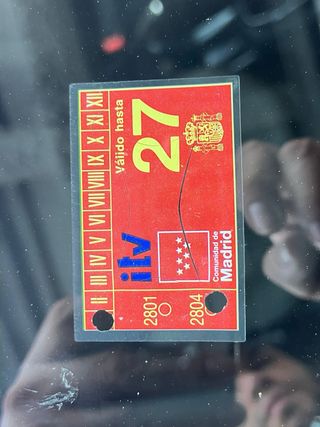 II III IV V VI VII VIII IX X XI XII
itv
Válido hasta
27
2801
2804
Comunidad de
Madrid